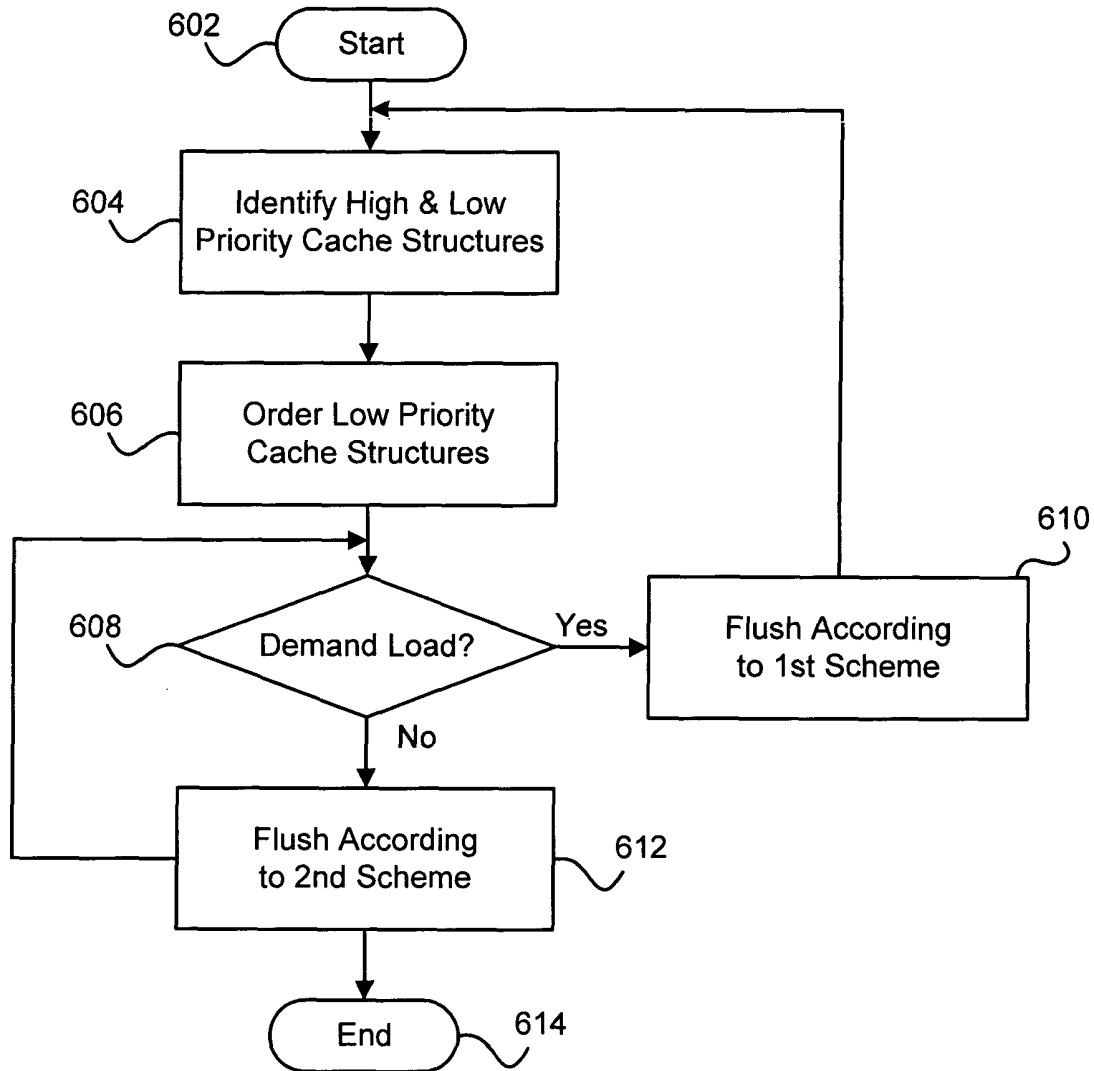 602
Start
604
Identify High & Low
Priority Cache Structures
606
Order Low Priority
Cache Structures
610
608
Demand Load?
Yes
Flush According
to 1st Scheme
No
Flush According
to 2nd Scheme
612
End
614